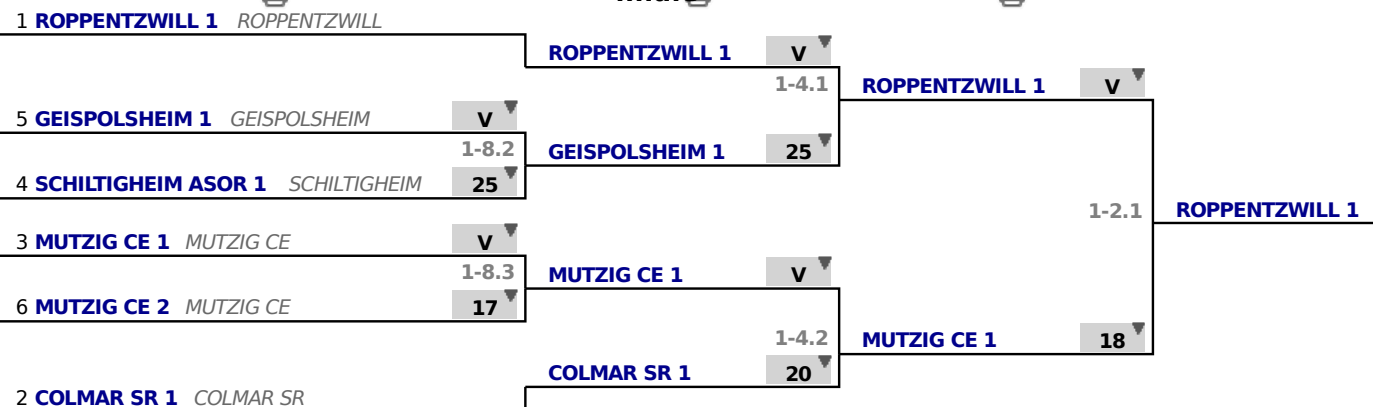 1 ROPPENTZWILL 1 ROPPENTZWILL
ROPPENTZWILL 1 V
1-4.1
ROPPENTZWILL 1 V
5 GEISPOLSHEIM 1 GEISPOLSHEIM V
1-8.2
GEISPOLSHEIM 1 25
4 SCHILTIGHEIM ASOR 1 SCHILTIGHEIM 25
1-2.1
ROPPENTZWILL 1
3 MUTZIG CE 1 MUTZIG CE V
1-8.3
MUTZIG CE 1 V
6 MUTZIG CE 2 MUTZIG CE 17
1-4.2
MUTZIG CE 1 18
COLMAR SR 1 20
2 COLMAR SR 1 COLMAR SR